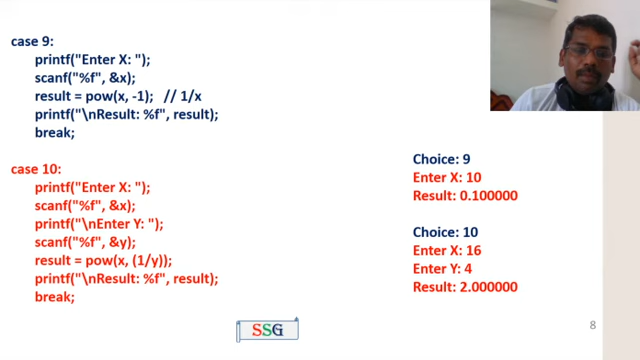 case 9:
printf("Enter X: ");
scanf("%f", &x);
result = pow(x, -1);   // 1/x
printf("\nResult: %f", result);
break;
case 10:
printf("Enter X: ");
scanf("%f", &x);
printf("\nEnter Y: ");
scanf("%f", &y);
result = pow(x, (1/y));
printf("\nResult: %f", result);
break;
Choice: 9
Enter X: 10
Result: 0.100000
Choice: 10
Enter X: 16
Enter Y: 4
Result: 2.000000
SSG
8